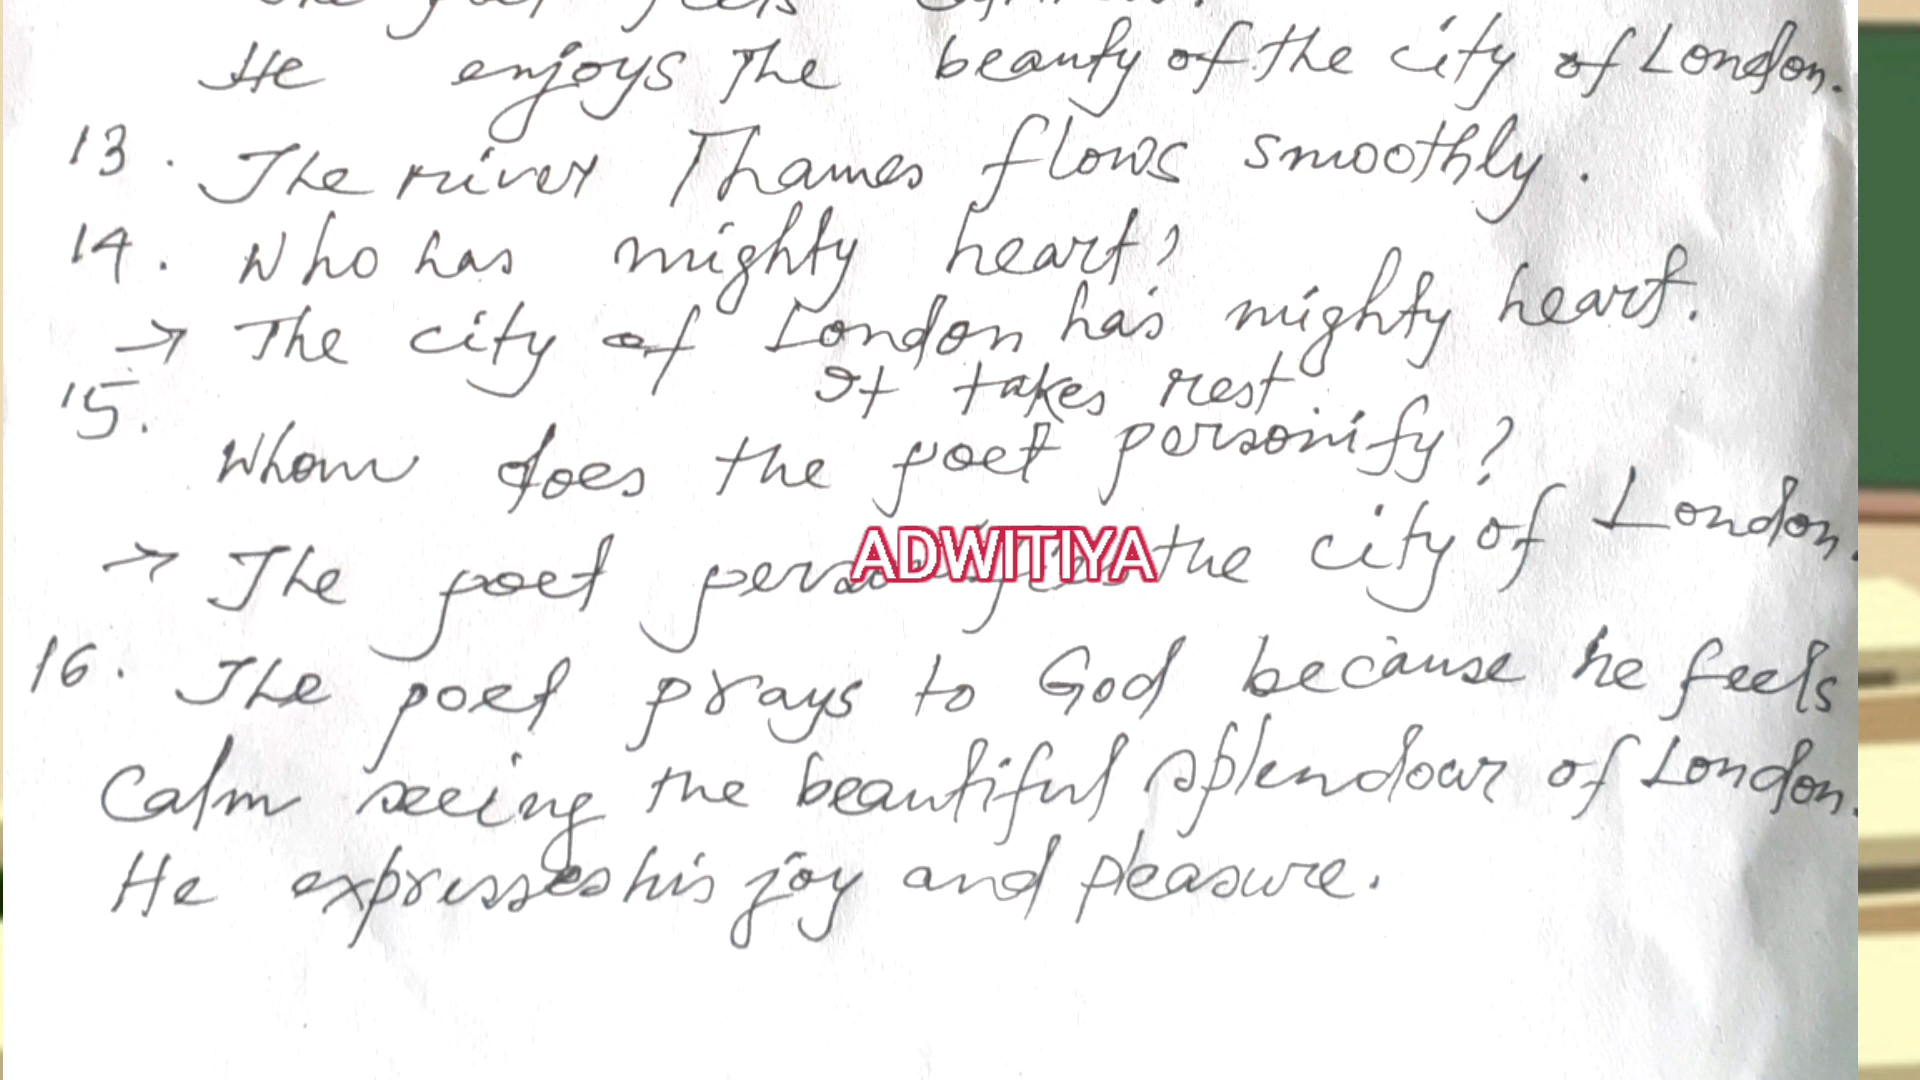 He enjoys the beauty of the city of London.
13. The river Thames flows smoothly.
14. Who has mighty heart?
→ The city of London has mighty heart.
It takes rest
15. Whom does the poet personify?
→ The poet the city of London.
ADWITIYA
16. The poet prays to God because he feels
Calm seeing the beautiful splendour of London.
He expresses his joy and pleasure.